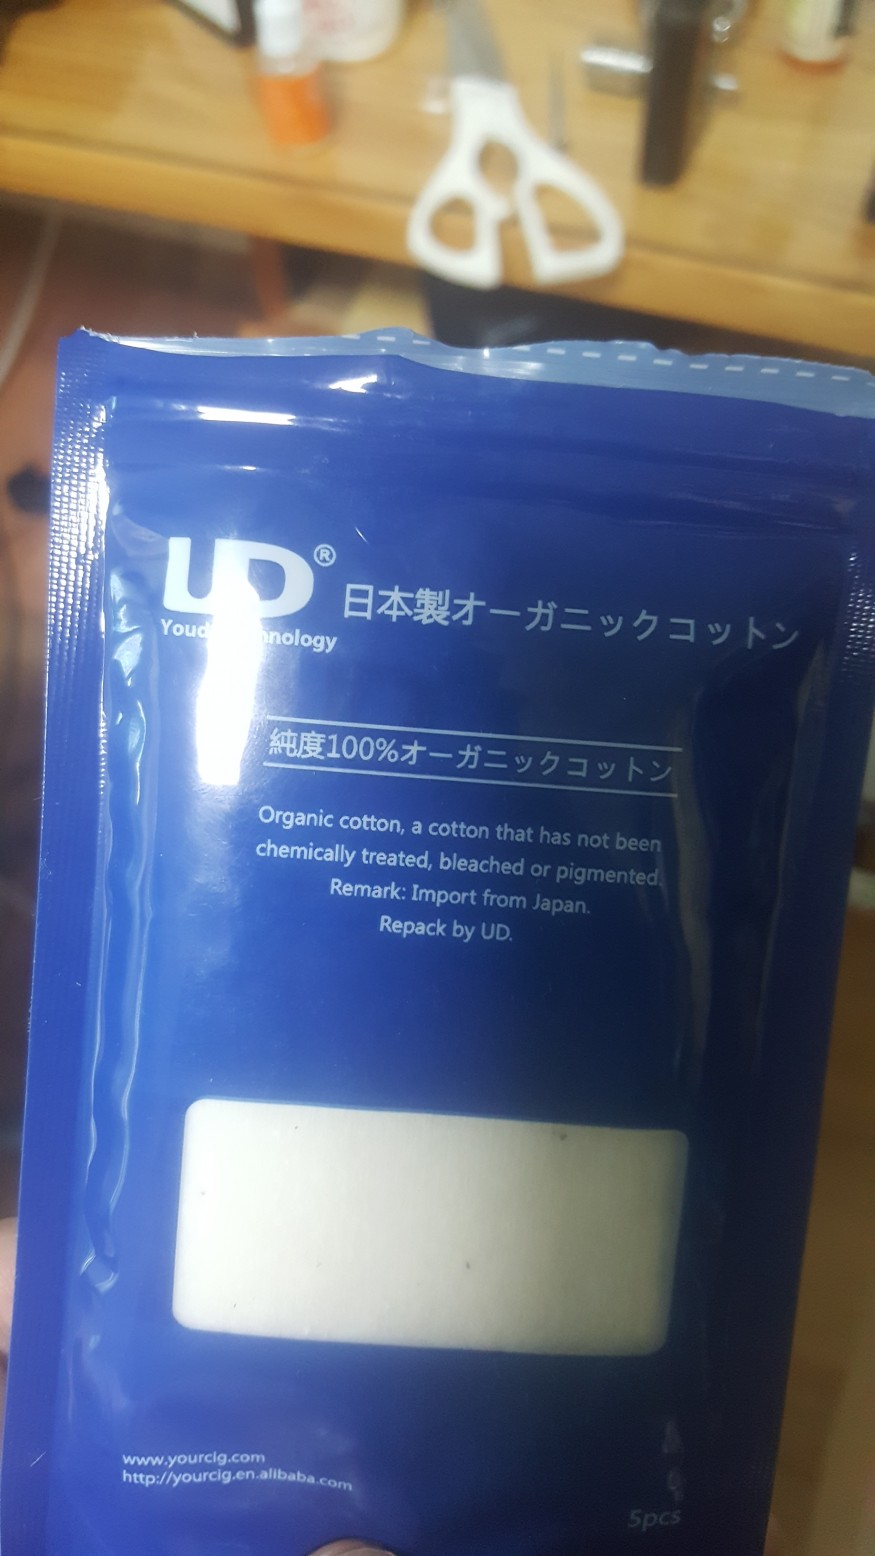 UD®
日本製オーガニックコットン
純度100%オーガニックコットン
Organic cotton, a cotton that has not been
chemically treated, bleached or pigmented.
Remark: Import from Japan.
Repack by UD.
www.yourcig.com
http://yourcig.en.alibaba.com
5pcs